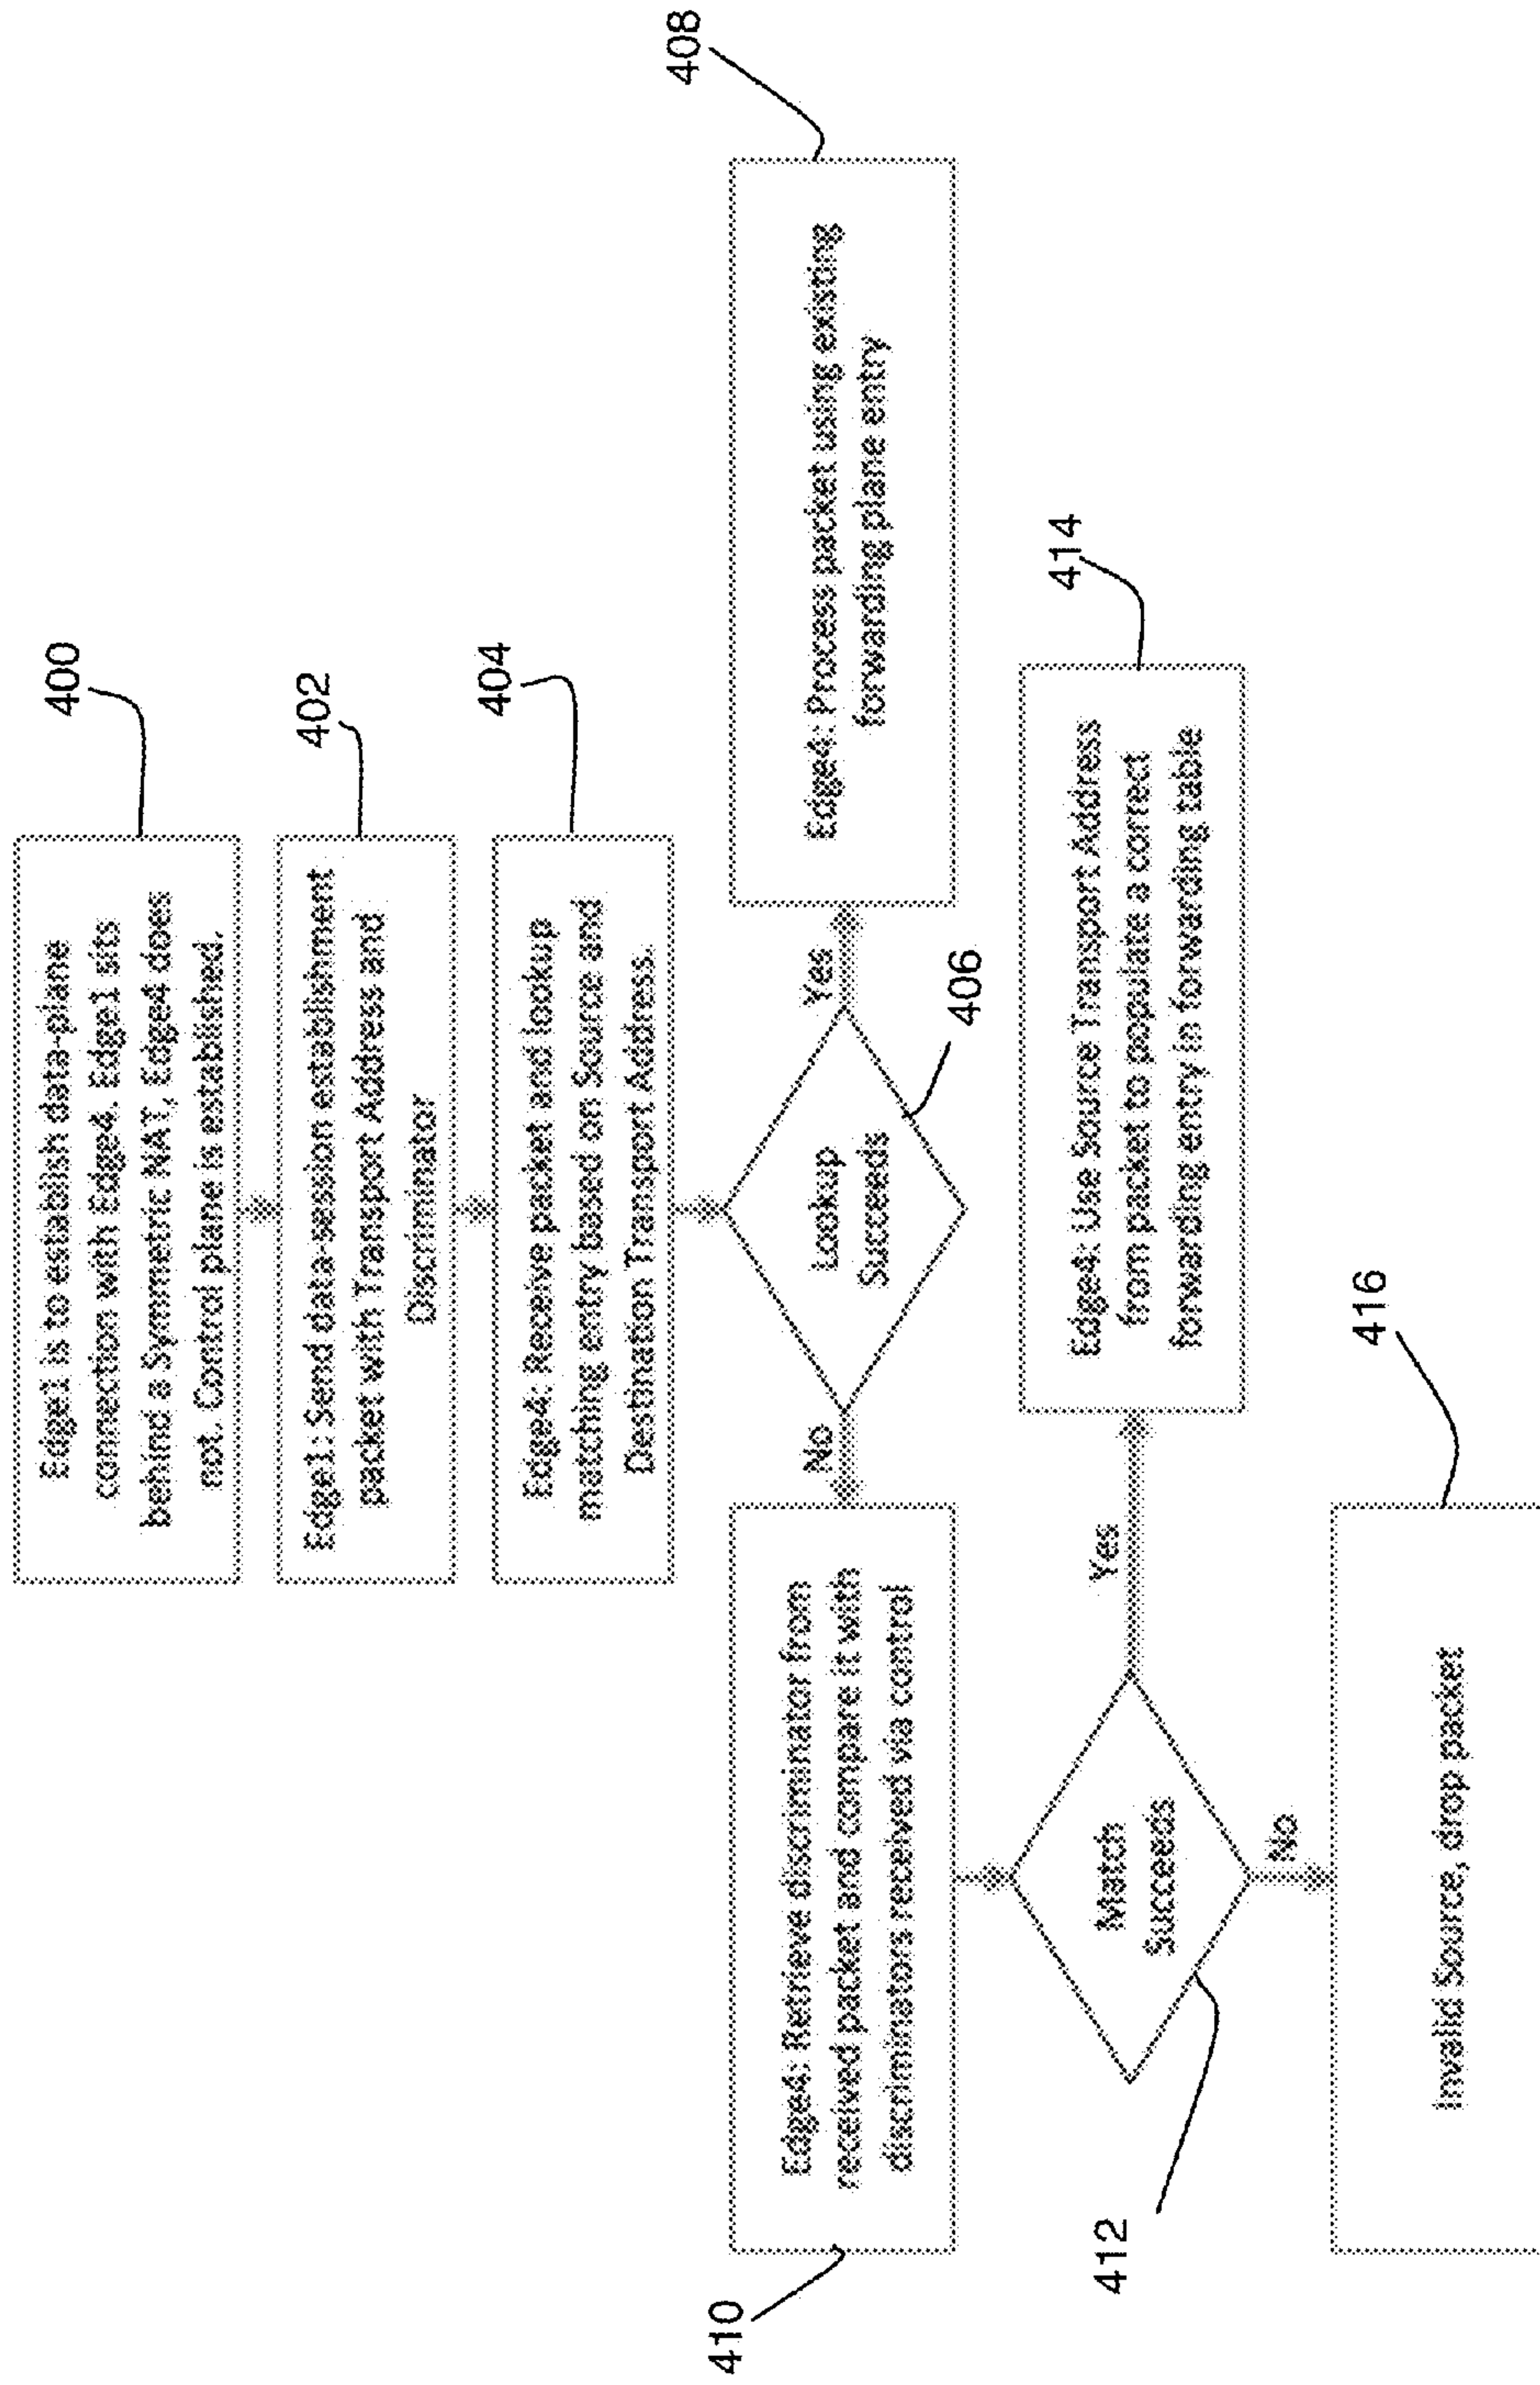 400
Edge1 is to establish data-plane
connection with Edge4. Edge1 sits
behind a Symmetric NAT, Edge4 does
not. Control plane is established.
402
Edge1: Send data-session establishment
packet with Transport Address and
Discriminator
404
Edge4: Receive packet and lookup
matching entry based on Source and
Destination Transport Address.
Lookup
Succeeds
406
Yes
408
Edge4: Process packet using existing
forwarding plane entry
No
410
Edge4: Retrieve discriminator from
received packet and compare it with
discriminators received via control
Match
Succeeds
412
Yes
414
Edge4: Use Source Transport Address
from packet to populate a correct
forwarding entry in forwarding table
No
416
Invalid Source, drop packet